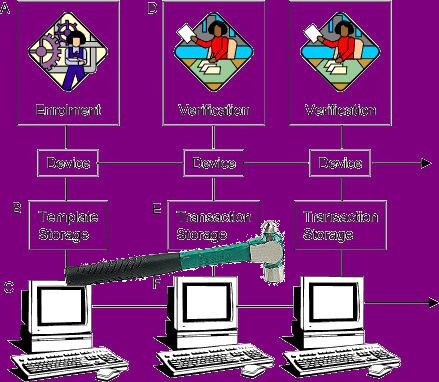 A
D
Enrolment
Verification
Verification
Device
Device
Device
B
E
Template
Storage
Transaction
Storage
Transaction
Storage
C
F